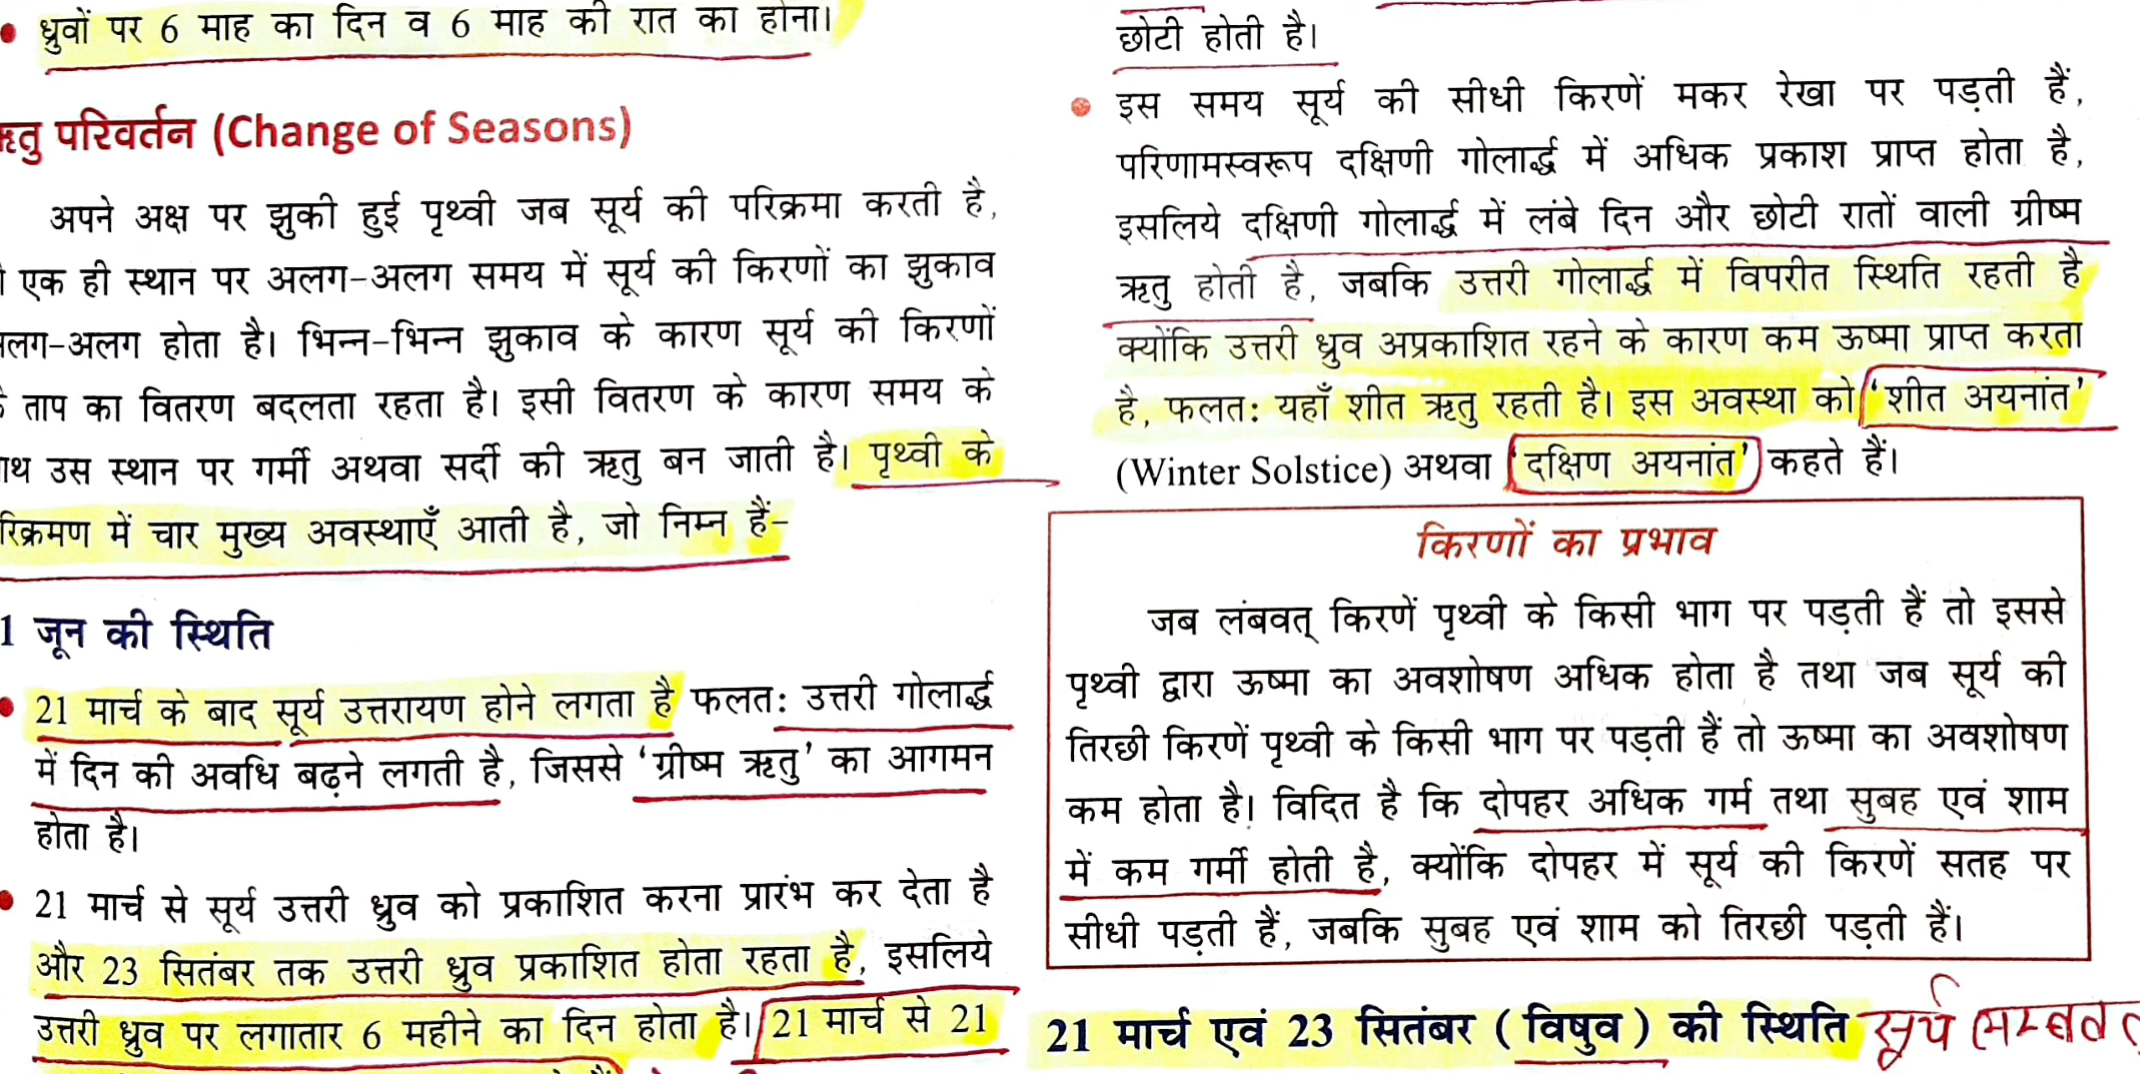 ध्रुवों पर 6 माह का दिन व 6 माह की रात का होना।
परिवर्तन (Change of Seasons)
अपने अक्ष पर झुकी हुई पृथ्वी जब सूर्य की परिक्रमा करती है,
एक ही स्थान पर अलग-अलग समय में सूर्य की किरणों का झुकाव
लग-अलग होता है। भिन्न-भिन्न झुकाव के कारण सूर्य की किरणों
ताप का वितरण बदलता रहता है। इसी वितरण के कारण समय के
उस स्थान पर गर्मी अथवा सर्दी की ऋतु बन जाती है। पृथ्वी के
रिक्रमण में चार मुख्य अवस्थाएँ आती है, जो निम्न हैं-
1 जून की स्थिति
21 मार्च के बाद सूर्य उत्तरायण होने लगता है फलत: उत्तरी गोलार्द्ध
में दिन की अवधि बढ़ने लगती है, जिससे ‘ग्रीष्म ऋतु’ का आगमन
होता है।
21 मार्च से सूर्य उत्तरी ध्रुव को प्रकाशित करना प्रारंभ कर देता है
और 23 सितंबर तक उत्तरी ध्रुव प्रकाशित होता रहता है, इसलिये
उत्तरी ध्रुव पर लगातार 6 महीने का दिन होता है। 21 मार्च से 21
छोटी होती है।
इस समय सूर्य की सीधी किरणें मकर रेखा पर पड़ती हैं,
परिणामस्वरूप दक्षिणी गोलार्द्ध में अधिक प्रकाश प्राप्त होता है,
इसलिये दक्षिणी गोलार्द्ध में लंबे दिन और छोटी रातों वाली ग्रीष्म
ऋतु होती है, जबकि उत्तरी गोलार्द्ध में विपरीत स्थिति रहती है
क्योंकि उत्तरी ध्रुव अप्रकाशित रहने के कारण कम ऊष्मा प्राप्त करता
है, फलत: यहाँ शीत ऋतु रहती है। इस अवस्था को ‘शीत अयनांत’
(Winter Solstice) अथवा ‘दक्षिण अयनांत’ कहते हैं।
किरणों का प्रभाव
जब लंबवत् किरणें पृथ्वी के किसी भाग पर पड़ती हैं तो इससे
पृथ्वी द्वारा ऊष्मा का अवशोषण अधिक होता है तथा जब सूर्य की
तिरछी किरणें पृथ्वी के किसी भाग पर पड़ती हैं तो ऊष्मा का अवशोषण
कम होता है। विदित है कि दोपहर अधिक गर्म तथा सुबह एवं शाम
में कम गर्मी होती है, क्योंकि दोपहर में सूर्य की किरणें सतह पर
सीधी पड़ती हैं, जबकि सुबह एवं शाम को तिरछी पड़ती हैं।
21 मार्च एवं 23 सितंबर (विषुव) की स्थिति सूर्य